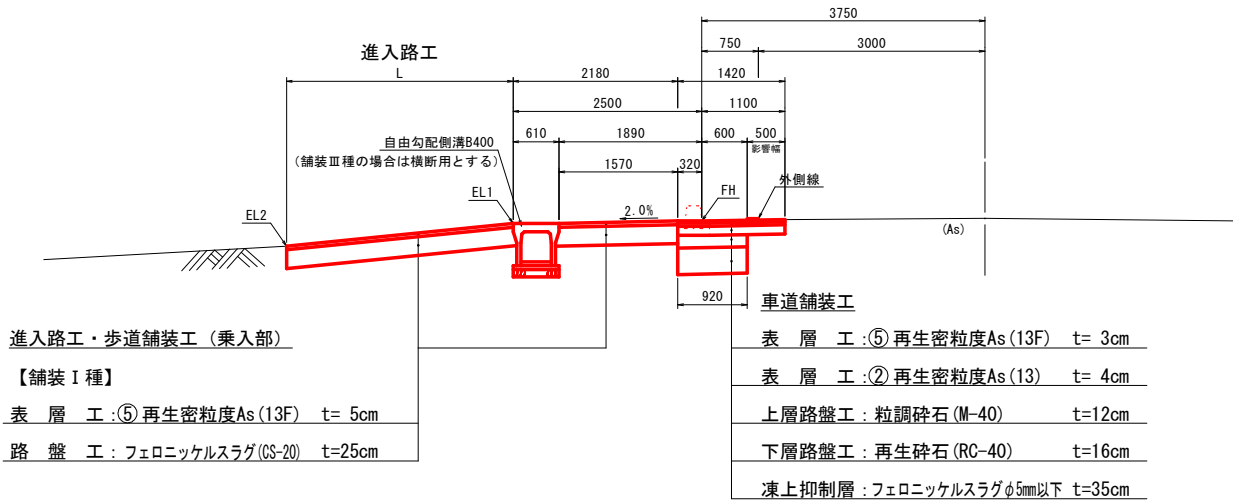 3750
750 3000
進入路工
L 2180 1420
2500 1100
610 1890 600 500
影響幅
自由勾配側溝B400
(舗装Ⅲ種の場合は横断用とする)
1570 320
外側線
EL1
FH
EL2
2.0%
(As)
920
車道舗装工
表 層 工:⑤再生密粒度As(13F) t= 3cm
表 層 工:②再生密粒度As(13) t= 4cm
上層路盤工:粒調砕石(M-40) t=12cm
下層路盤工:再生砕石(RC-40) t=16cm
凍上抑制層:フェロニッケルスラグφ5mm以下 t=35cm
進入路工・歩道舗装工(乗入部)
【舗装Ⅰ種】
表 層 工:⑤再生密粒度As(13F) t= 5cm
路 盤 工:フェロニッケルスラグ(CS-20) t=25cm